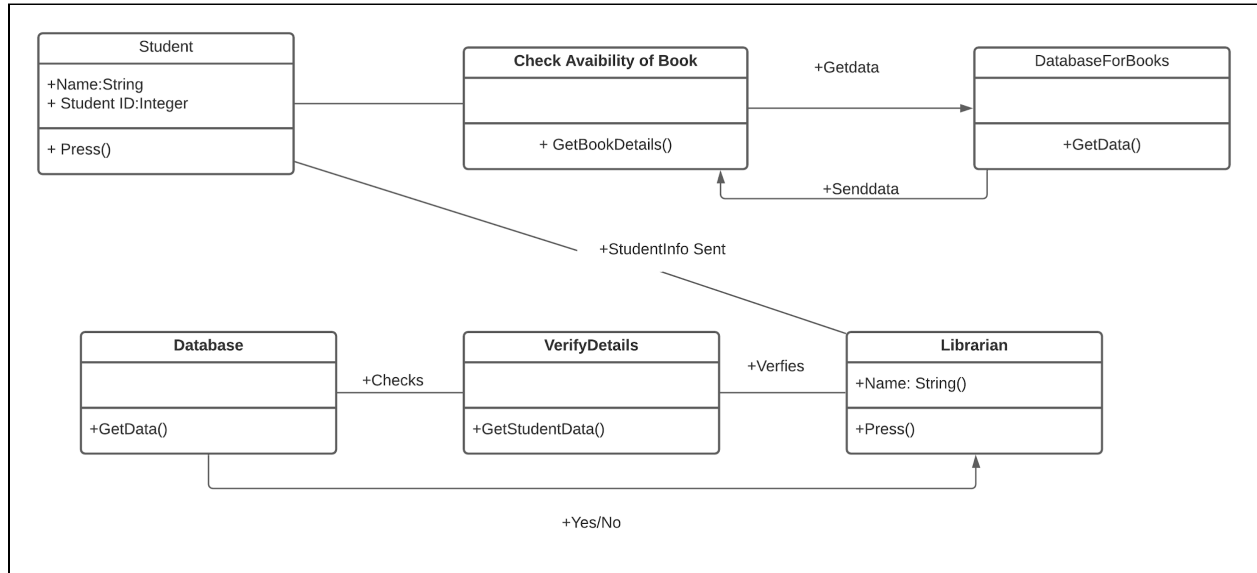 Student
+Name:String
+ Student ID:Integer
+ Press()
Check Avaibility of Book
+ GetBookDetails()
+Getdata
DatabaseForBooks
+GetData()
+Senddata
+StudentInfo Sent
Database
+GetData()
+Checks
VerifyDetails
+GetStudentData()
+Verfies
Librarian
+Name: String()
+Press()
+Yes/No